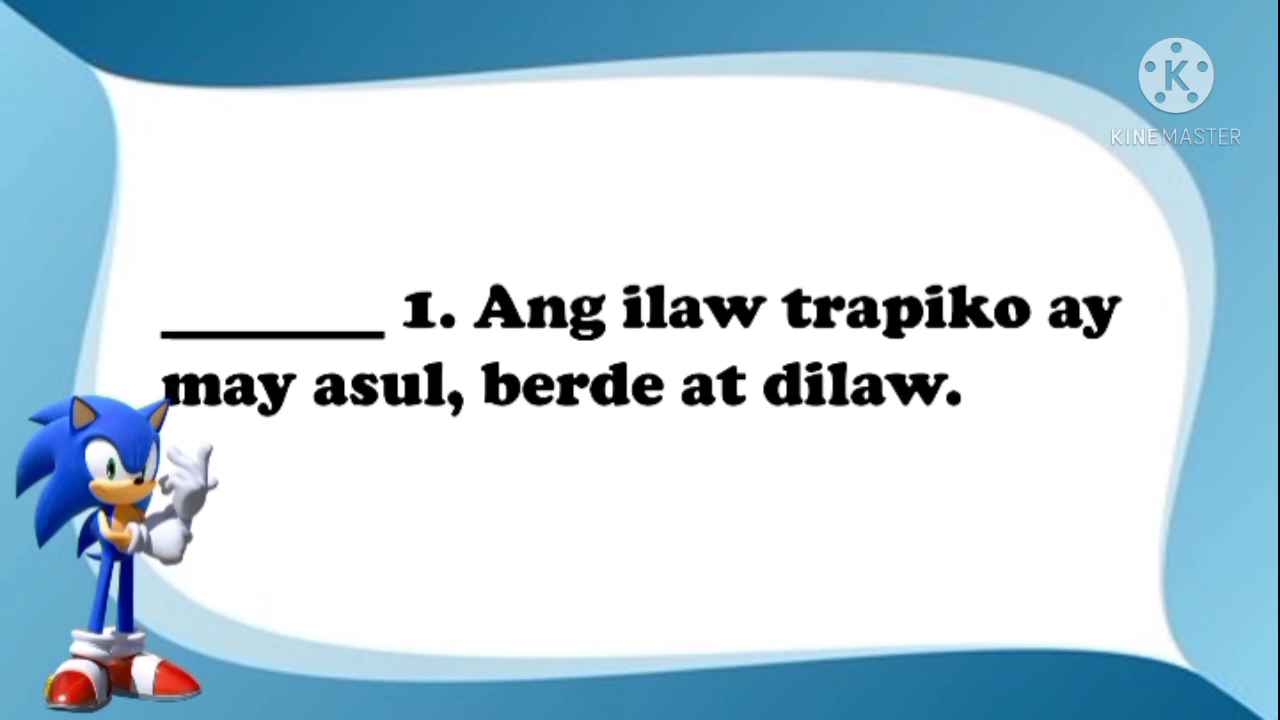 K
KINEMASTER
_______ 1. Ang ilaw trapiko ay
may asul, berde at dilaw.